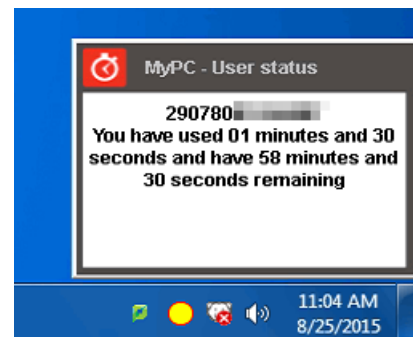 MyPC - User status
290780
You have used 01 minutes and 30
seconds and have 58 minutes and
30 seconds remaining
11:04 AM
8/25/2015